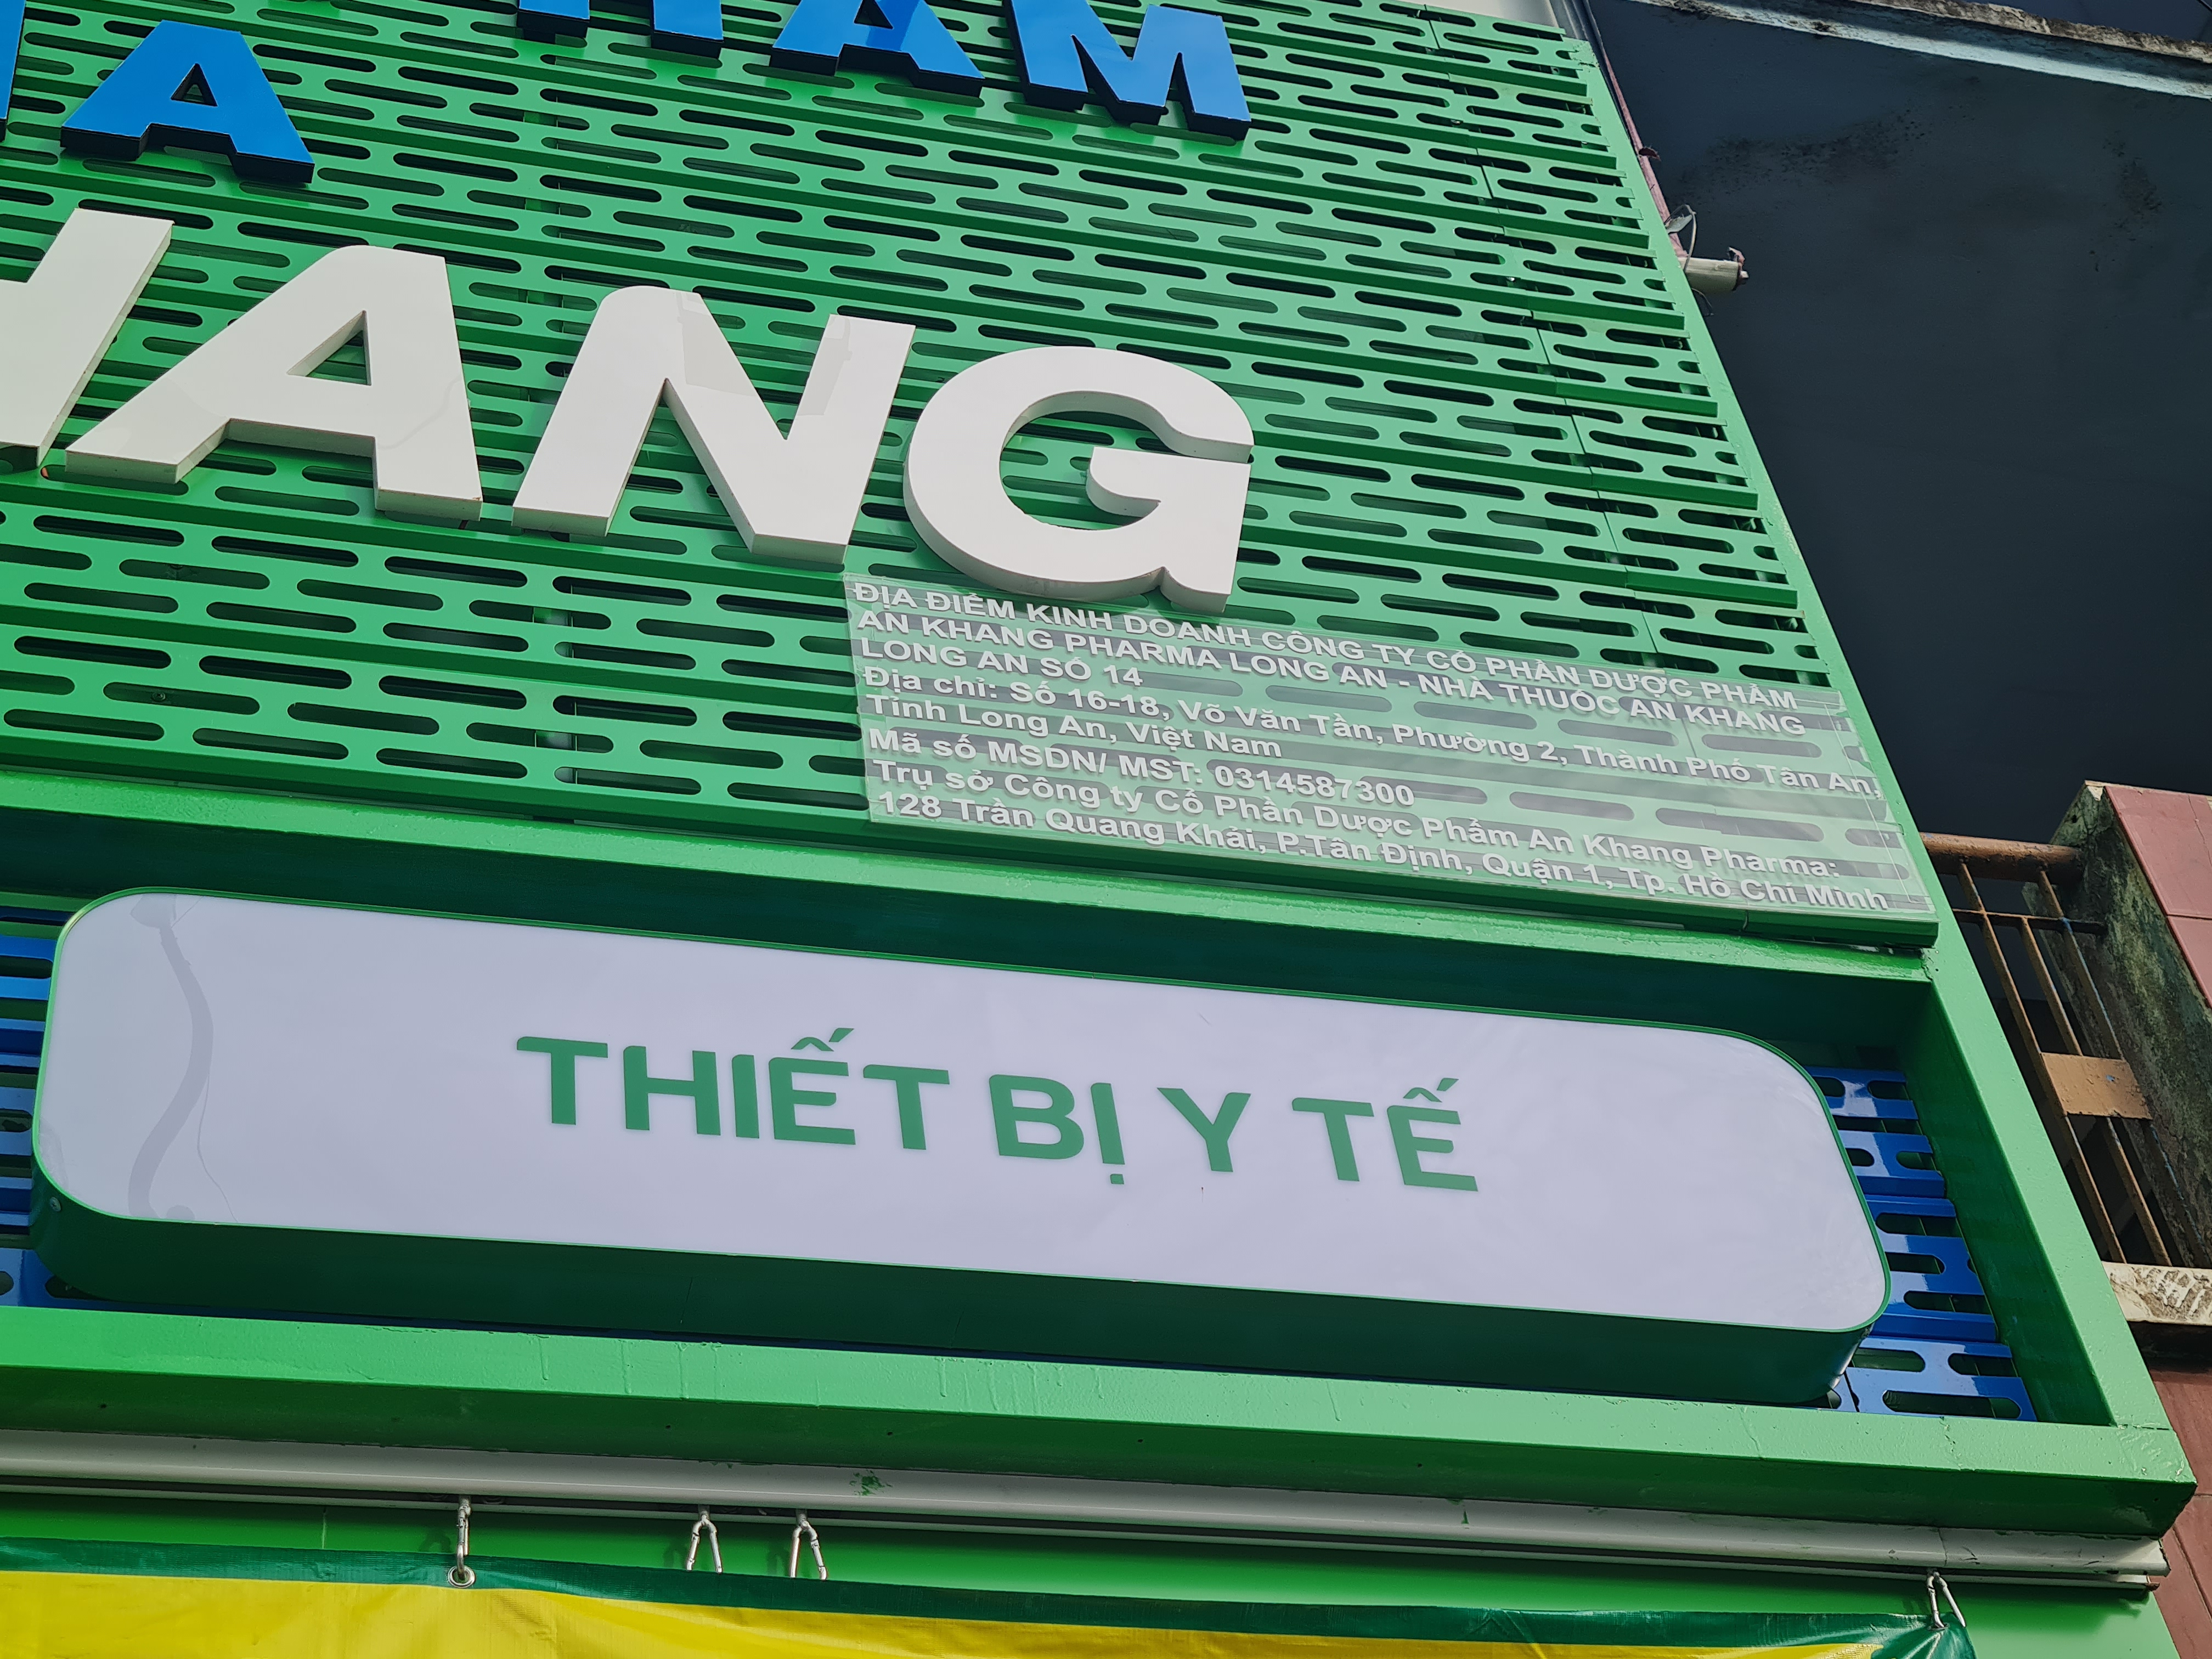 HANG
ĐỊA ĐIỂM KINH DOANH CÔNG TY CỔ PHẦN DƯỢC PHẨM
AN KHANG PHARMA LONG AN - NHÀ THUỐC AN KHANG
LONG AN SỐ 14
Địa chỉ: Số 16-18, Võ Văn Tần, Phường 2, Thành Phố Tân An,
Tỉnh Long An, Việt Nam
Mã số MSDN/ MST: 0314587300
Trụ sở Công ty Cổ Phần Dược Phẩm An Khang Pharma:
128 Trần Quang Khải, P.Tân Định, Quận 1, Tp. Hồ Chí Minh
THIẾT BỊ Y TẾ